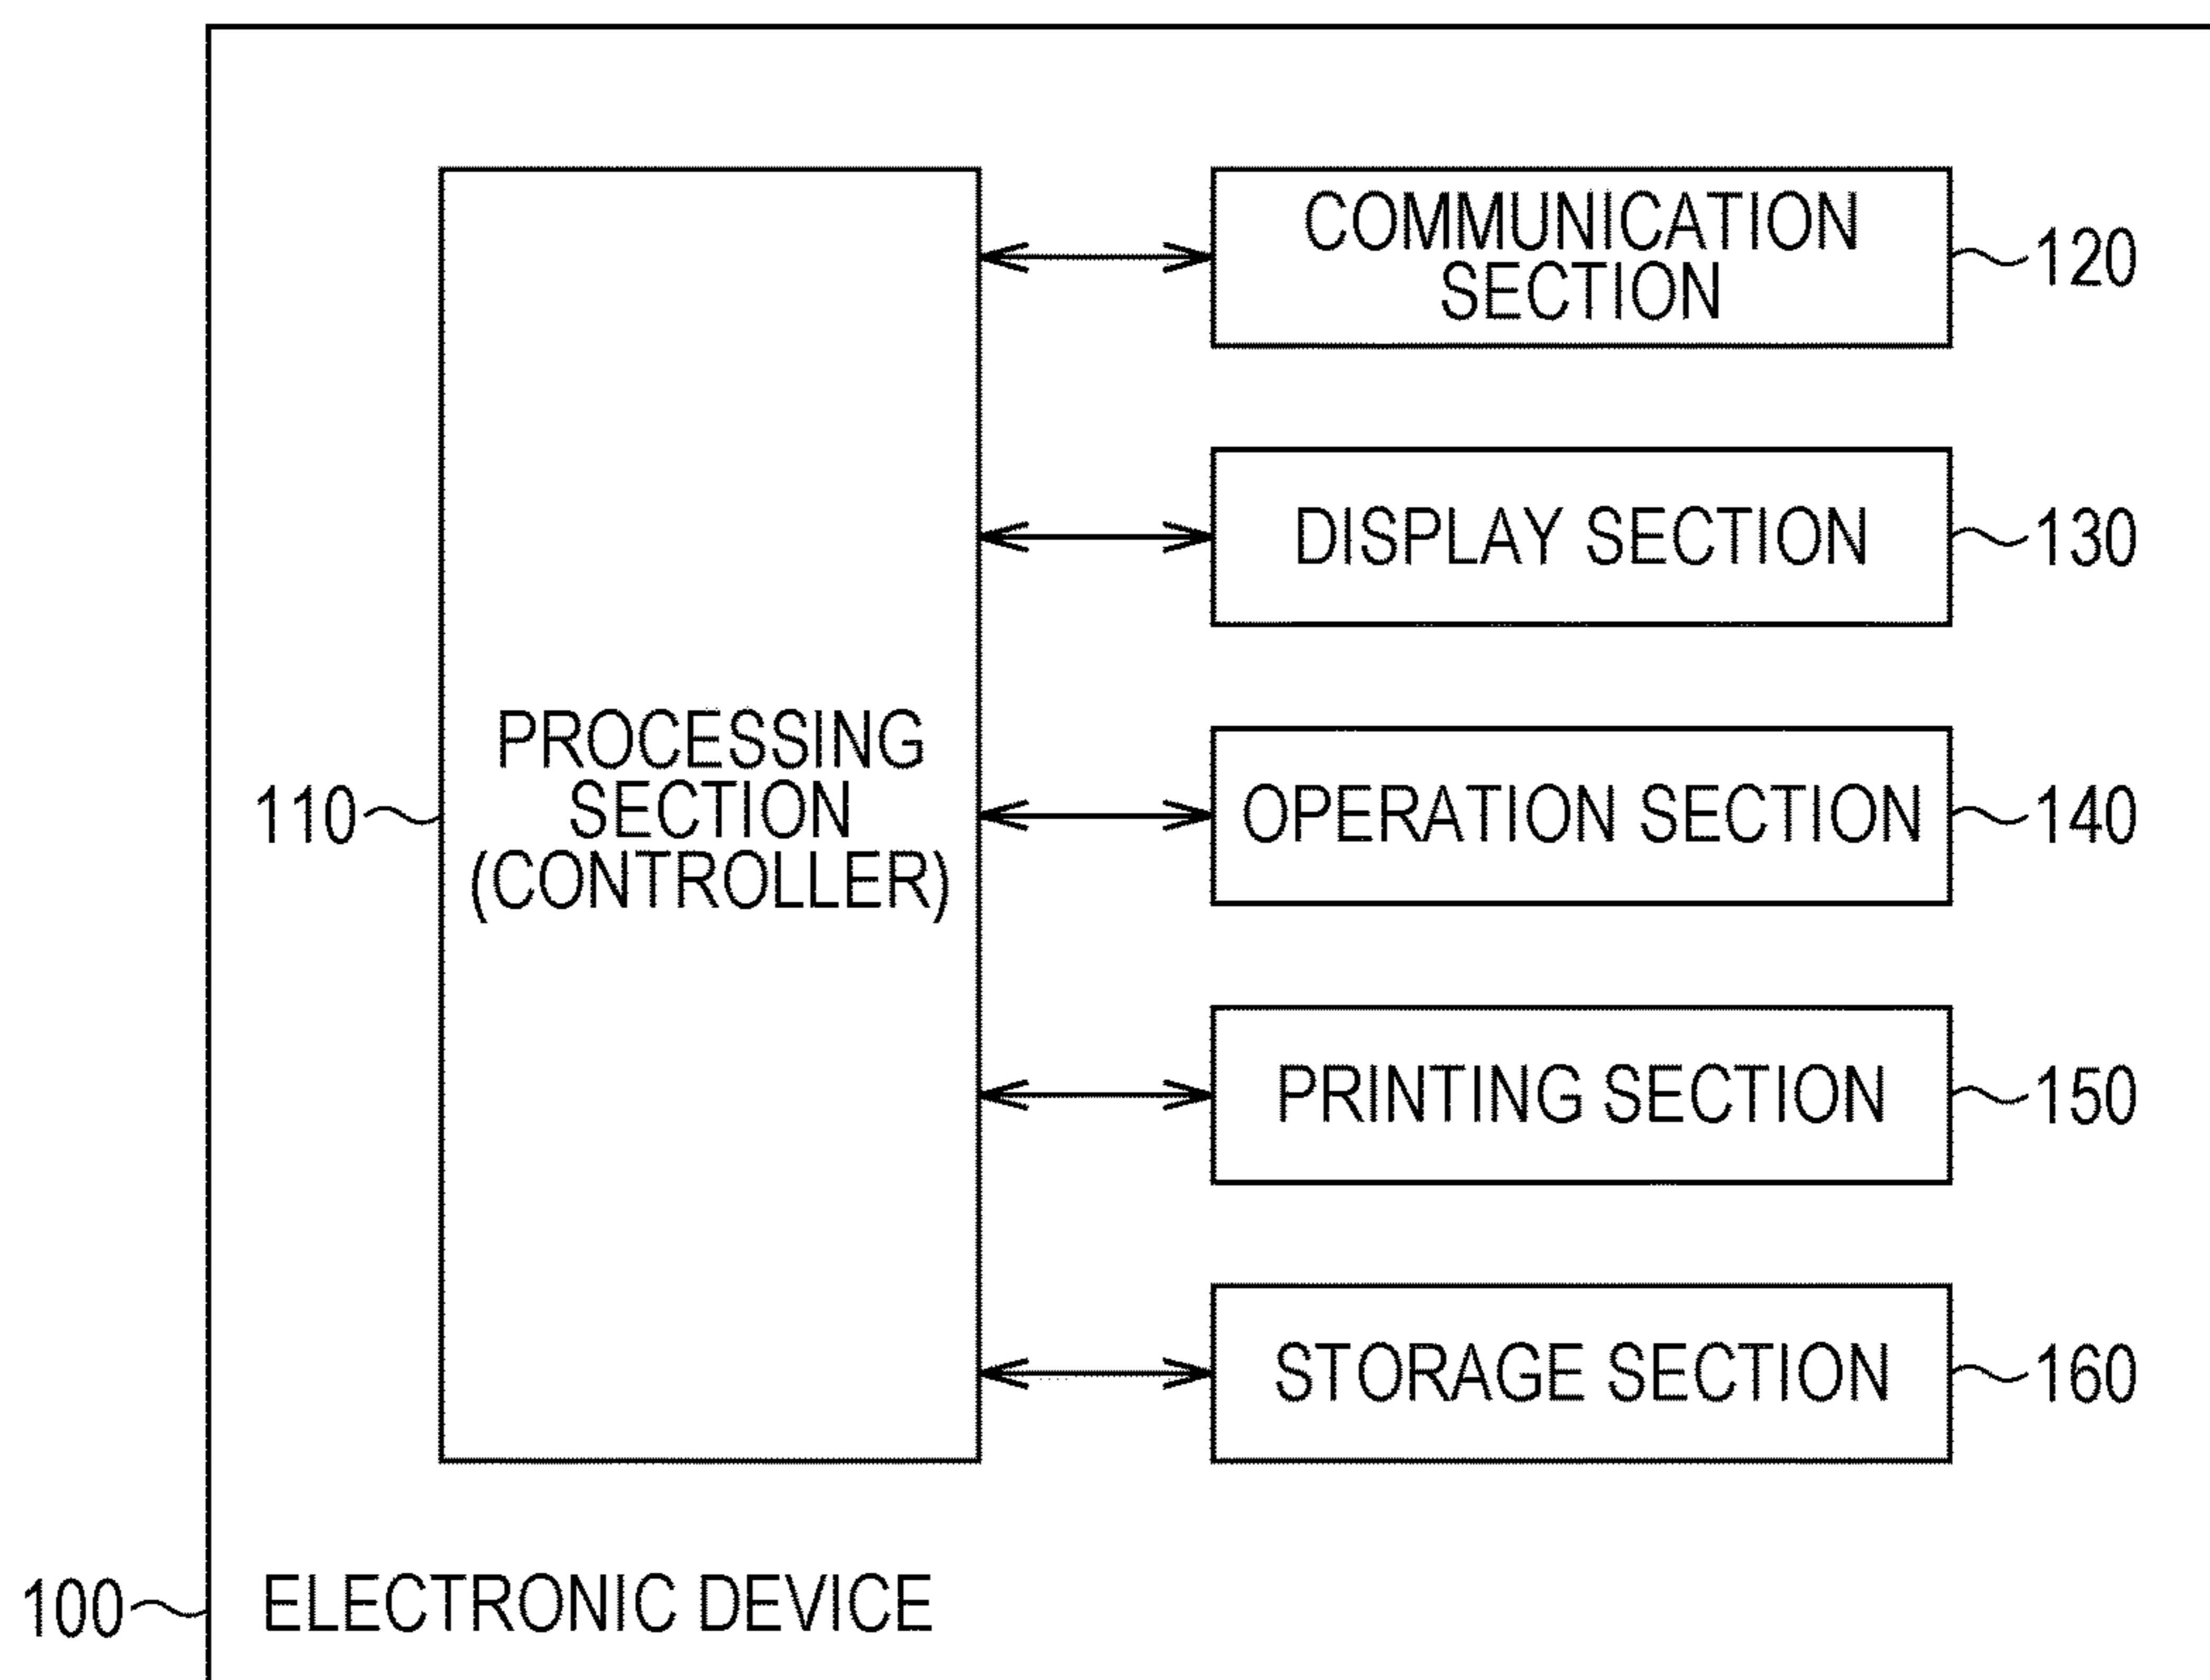 COMMUNICATION
SECTION
120
DISPLAY SECTION
130
PROCESSING
SECTION
(CONTROLLER)
110
OPERATION SECTION
140
PRINTING SECTION
150
STORAGE SECTION
160
100
ELECTRONIC DEVICE